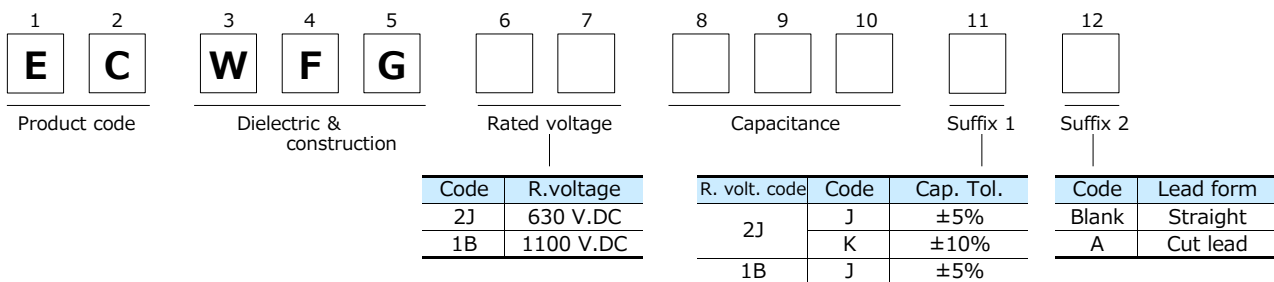 1 2 3 4 5 6 7 8 9 10 11 12
E C W F G
Product code Dielectric & construction Rated voltage Capacitance Suffix 1 Suffix 2
Code R.voltage
2J 630 V.DC
1B 1100 V.DC
R. volt. code Code Cap. Tol.
2J J ±5%
K ±10%
1B J ±5%
Code Lead form
Blank Straight
A Cut lead